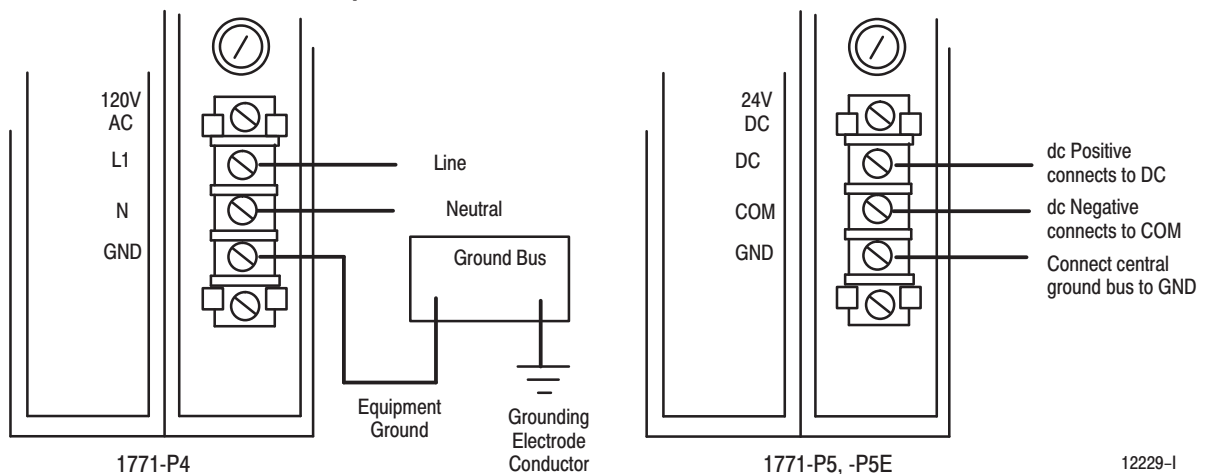 120V
AC
L1
N
GND
Line
Neutral
Ground Bus
Equipment
Ground
Grounding
Electrode
Conductor
1771-P4
24V
DC
DC
COM
GND
dc Positive
connects to DC
dc Negative
connects to COM
Connect central
ground bus to GND
1771-P5, -P5E
12229-I